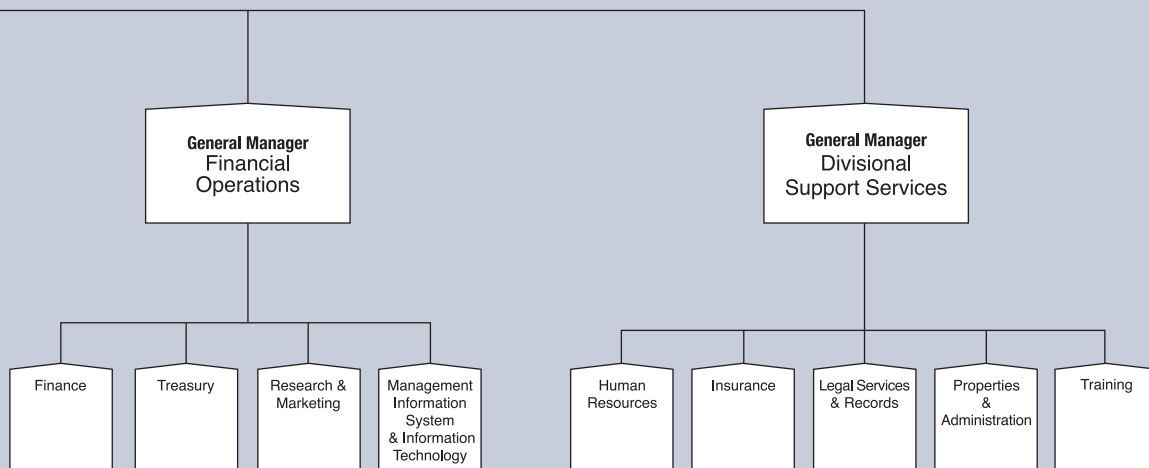 General Manager
Financial
Operations
General Manager
Divisional
Support Services
Finance
Treasury
Research &
Marketing
Management
Information
System
& Information
Technology
Human
Resources
Insurance
Legal Services
& Records
Properties
&
Administration
Training